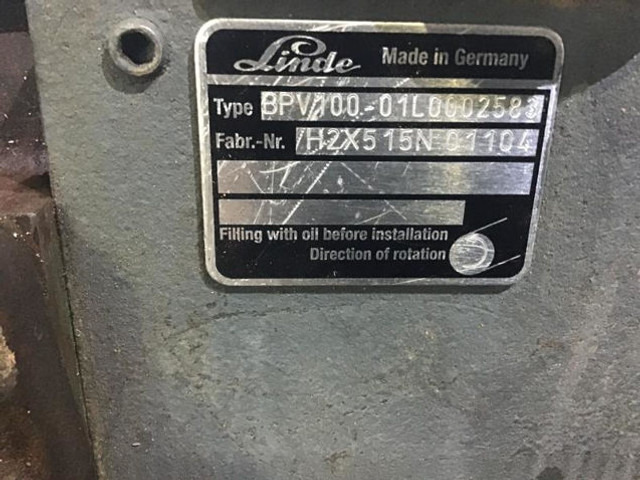 Linde Made in Germany
Type BPV100-01L0002583
Fabr.-Nr. H2X515N01104
Filling with oil before installation
Direction of rotation